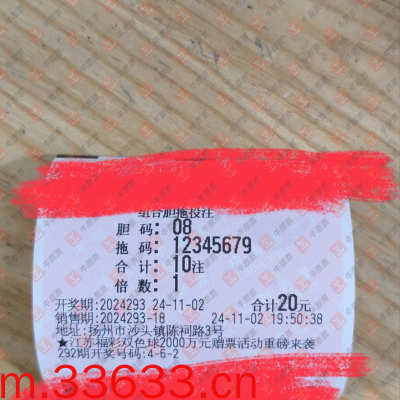 组合胆拖投注
胆 码: 08
拖 码: 12345679
合 计: 10注
倍 数: 1
开奖期:2024293 24-11-02 合计20元
销售期:2024293-18 24-11-02 19:50:38
地址:扬州市沙头镇陈祠路3号
★江苏福彩双色球2000万元赠票活动重磅来袭
292期开奖号码:4-6-2
m.33633.cn